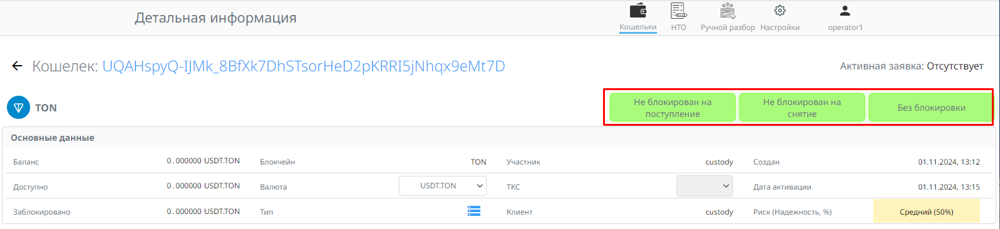 Детальная информация
Кошельки
НТО
Ручной разбор
Настройки
operator1
Кошелек: UQAHspyQ-IJMk_8BfXk7DhSTsorHeD2pKRRI5jNhqx9eMt7D
Активная заявка: Отсутствует
TON
Не блокирован на
поступление
Не блокирован на
снятие
Без блокировки
Основные данные
Баланс 0.000000 USDT.TON Блокчейн TON Участник custody Создан 01.11.2024, 13:12
Доступно 0.000000 USDT.TON Валюта USDT.TON ТКС Дата активации 01.11.2024, 13:15
Заблокировано 0.000000 USDT.TON Тип Клиент custody Риск (Надежность, %) Средний (50%)